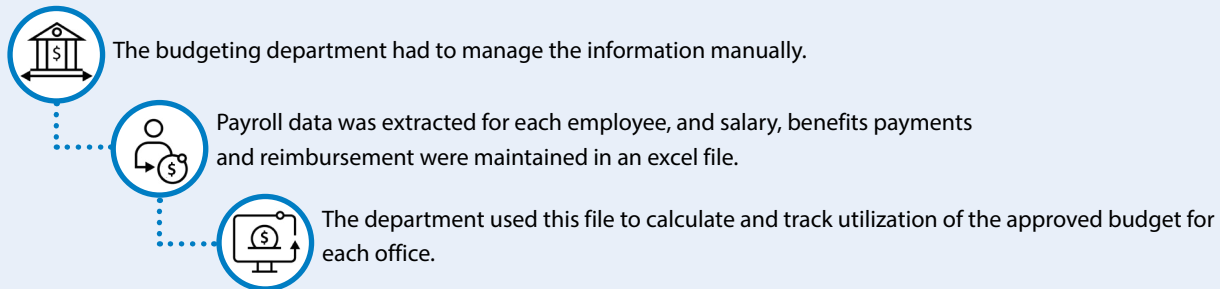 The budgeting department had to manage the information manually.
Payroll data was extracted for each employee, and salary, benefits payments
and reimbursement were maintained in an excel file.
The department used this file to calculate and track utilization of the approved budget for
each office.